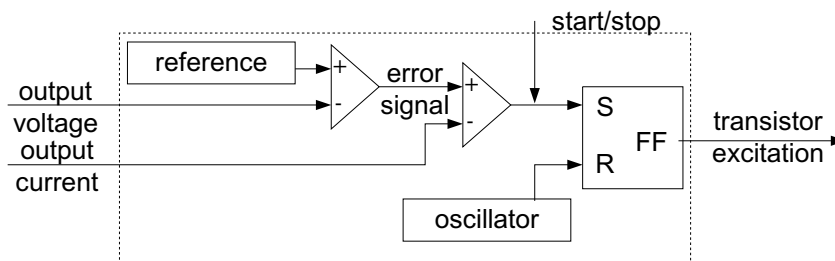 start/stop
reference
+
-
error
signal
+
-
output
voltage
output
current
S
R
FF
transistor
excitation
oscillator